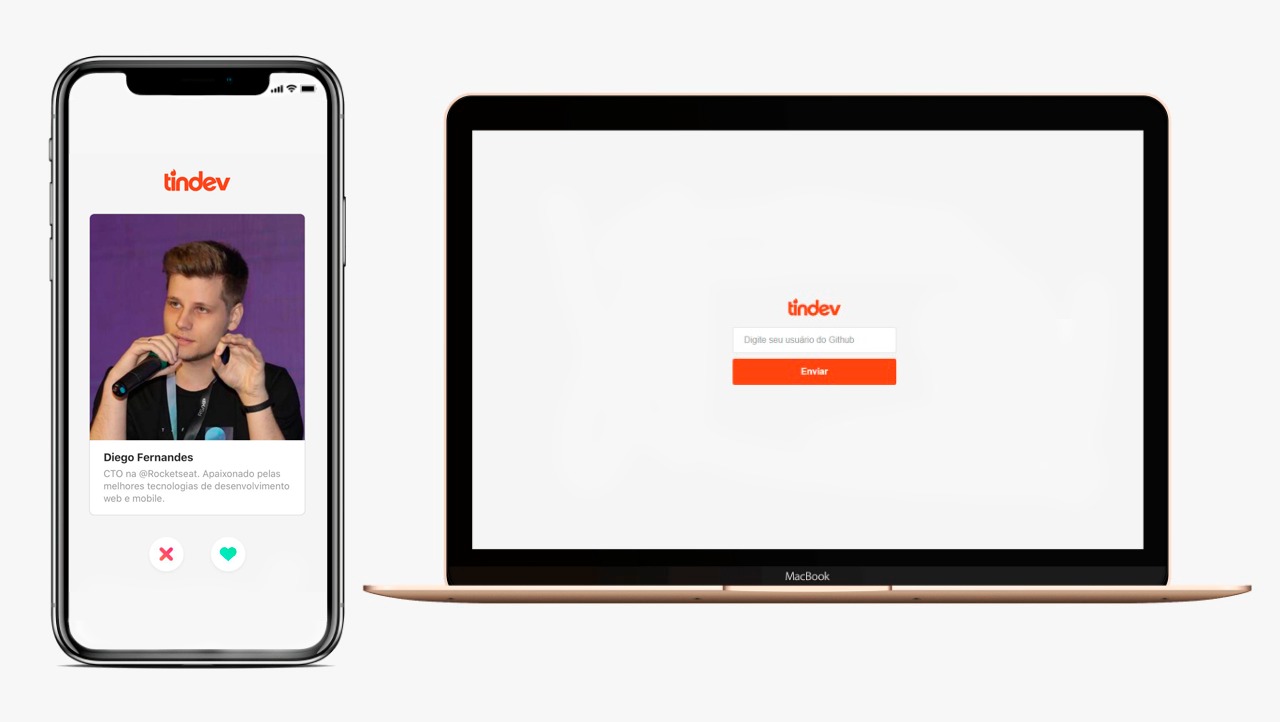 tindev
Diego Fernandes
CTO na @Rocketseat. Apaixonado pelas
melhores tecnologias de desenvolvimento
web e mobile.
tindev
Digite seu usuário do Github
Enviar
MacBook